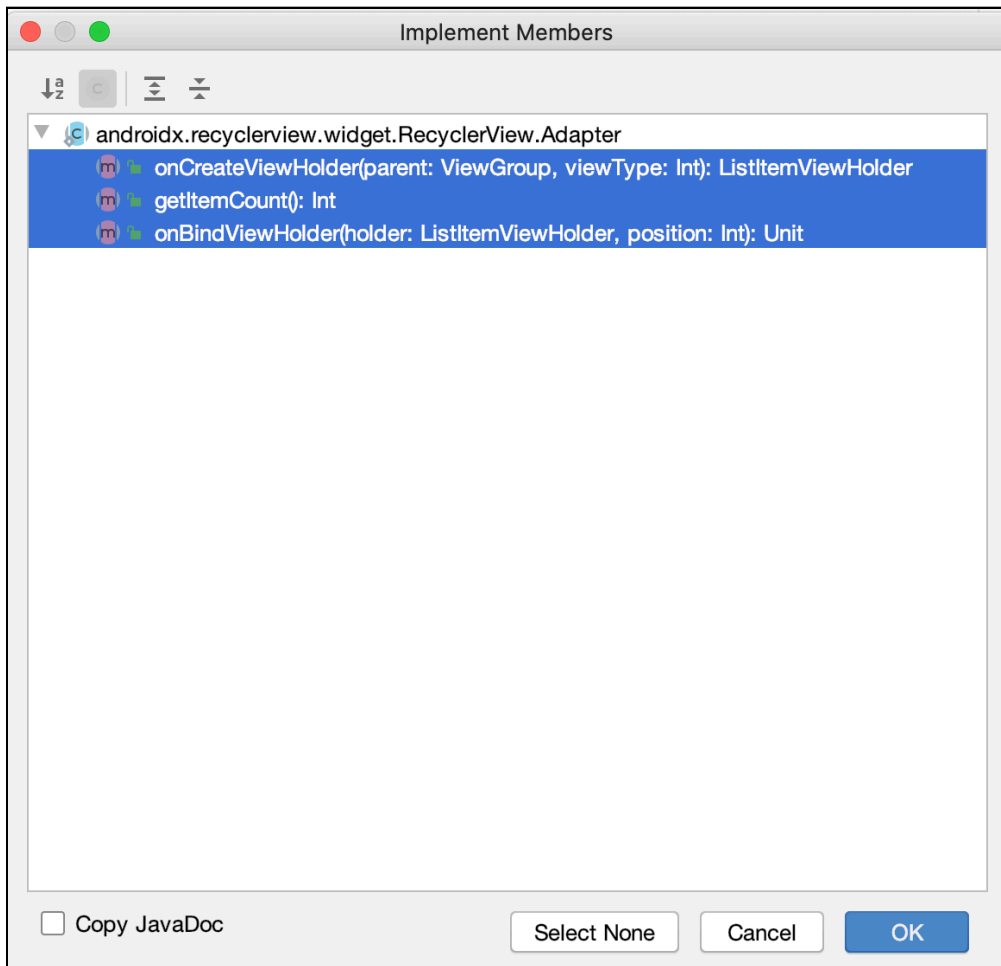 Implement Members
androidx.recyclerview.widget.RecyclerView.Adapter
onCreateViewHolder(parent: ViewGroup, viewType: Int): ListItemViewHolder
getItemCount(): Int
onBindViewHolder(holder: ListItemViewHolder, position: Int): Unit
Copy JavaDoc
Select None
Cancel
OK